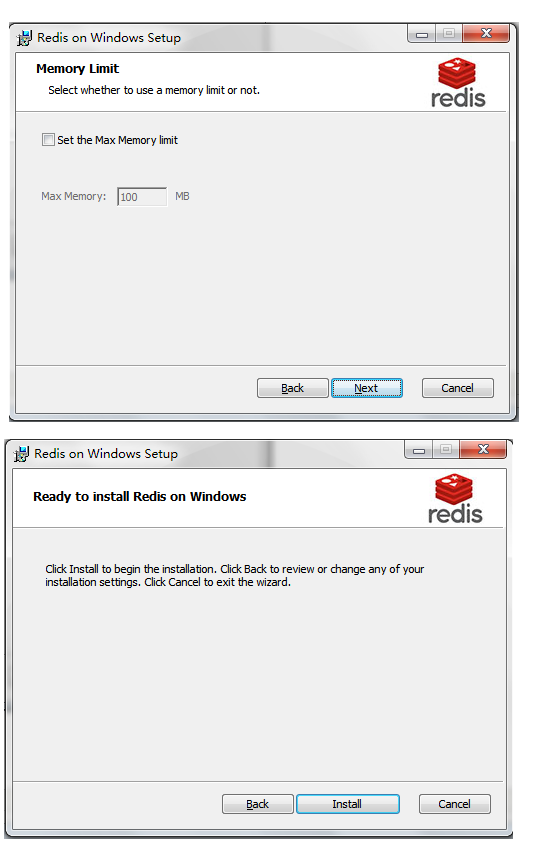 Redis on Windows Setup
Memory Limit
Select whether to use a memory limit or not.
redis
Set the Max Memory limit
Max Memory: 100 MB
Back Next Cancel
Redis on Windows Setup
Ready to install Redis on Windows
redis
Click Install to begin the installation. Click Back to review or change any of your
installation settings. Click Cancel to exit the wizard.
Back Install Cancel